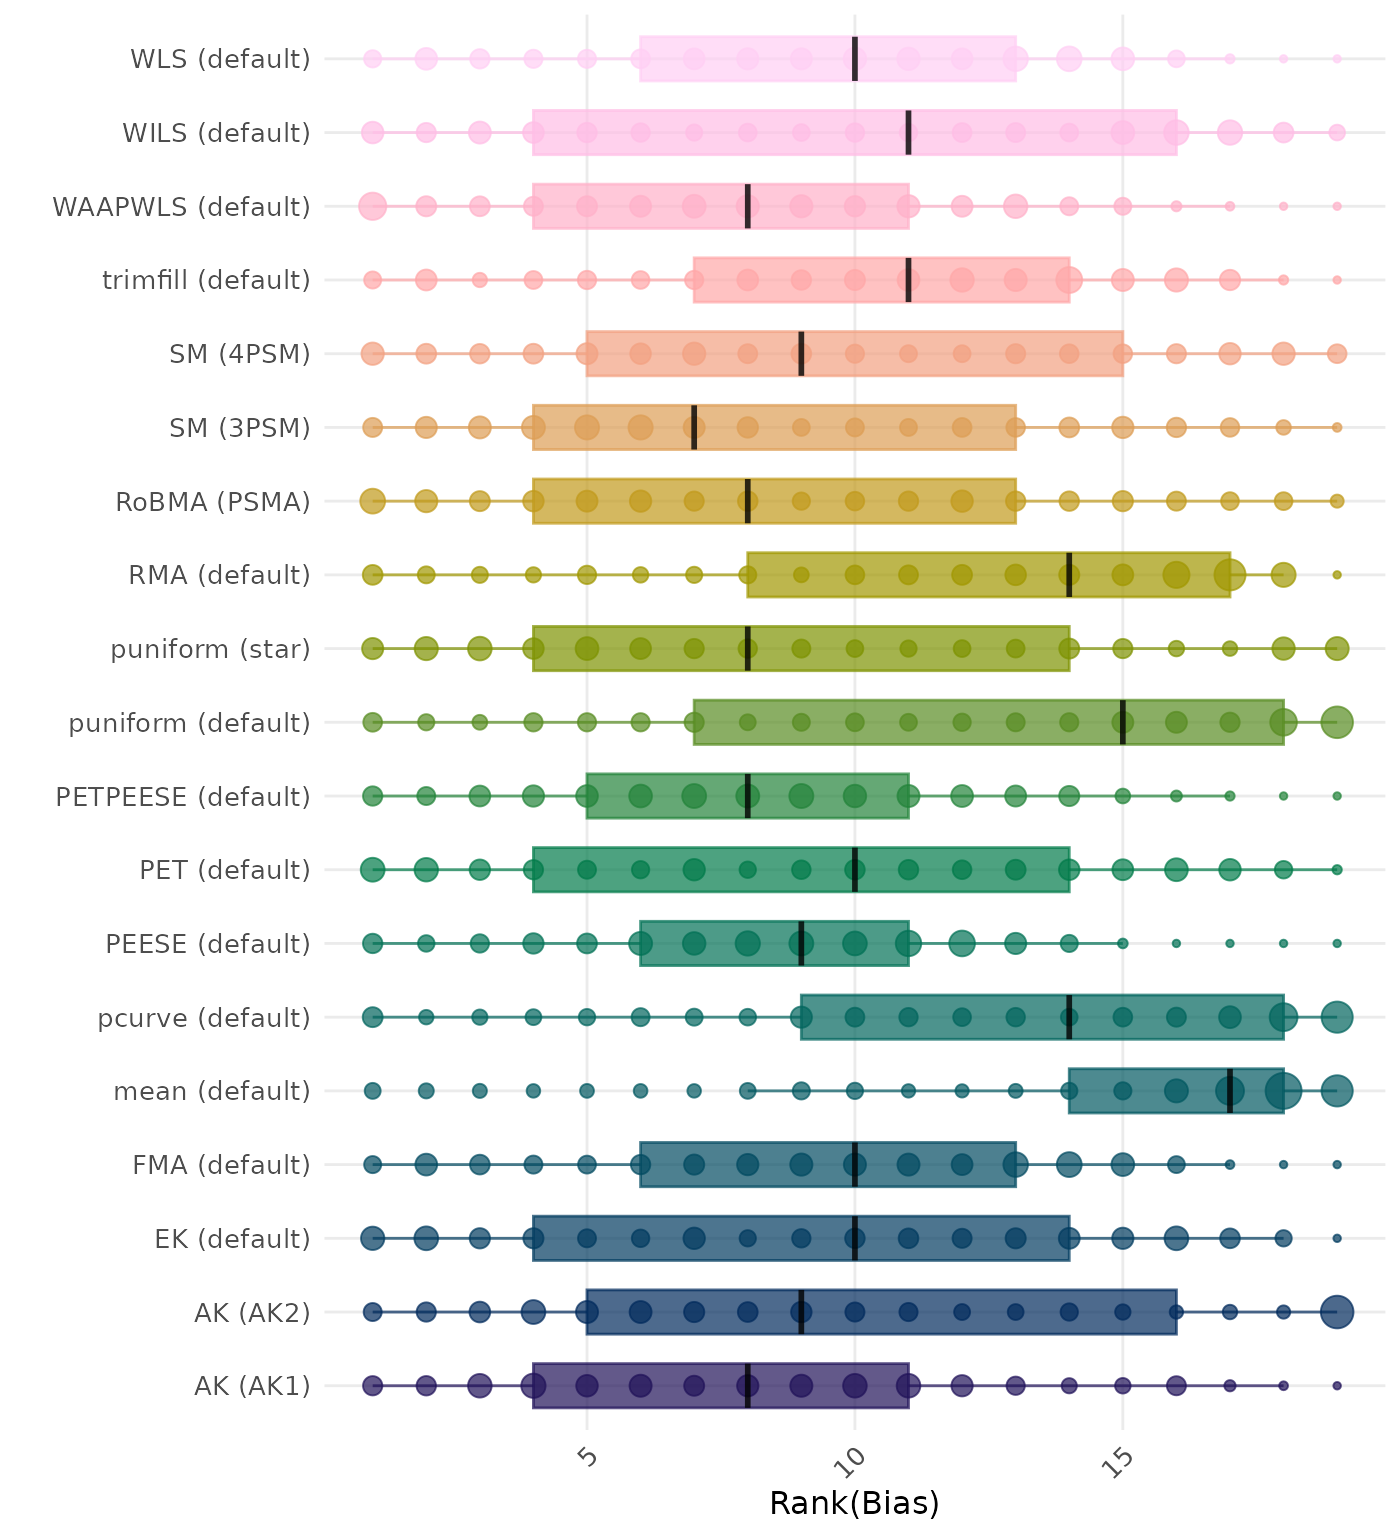 WLS (default)
WILS (default)
WAAPWLS (default)
trimfill (default)
SM (4PSM)
SM (3PSM)
RoBMA (PSMA)
RMA (default)
puniform (star)
puniform (default)
PETPEESE (default)
PET (default)
PEESE (default)
pcurve (default)
mean (default)
FMA (default)
EK (default)
AK (AK2)
AK (AK1)
5 10 15
Rank(Bias)